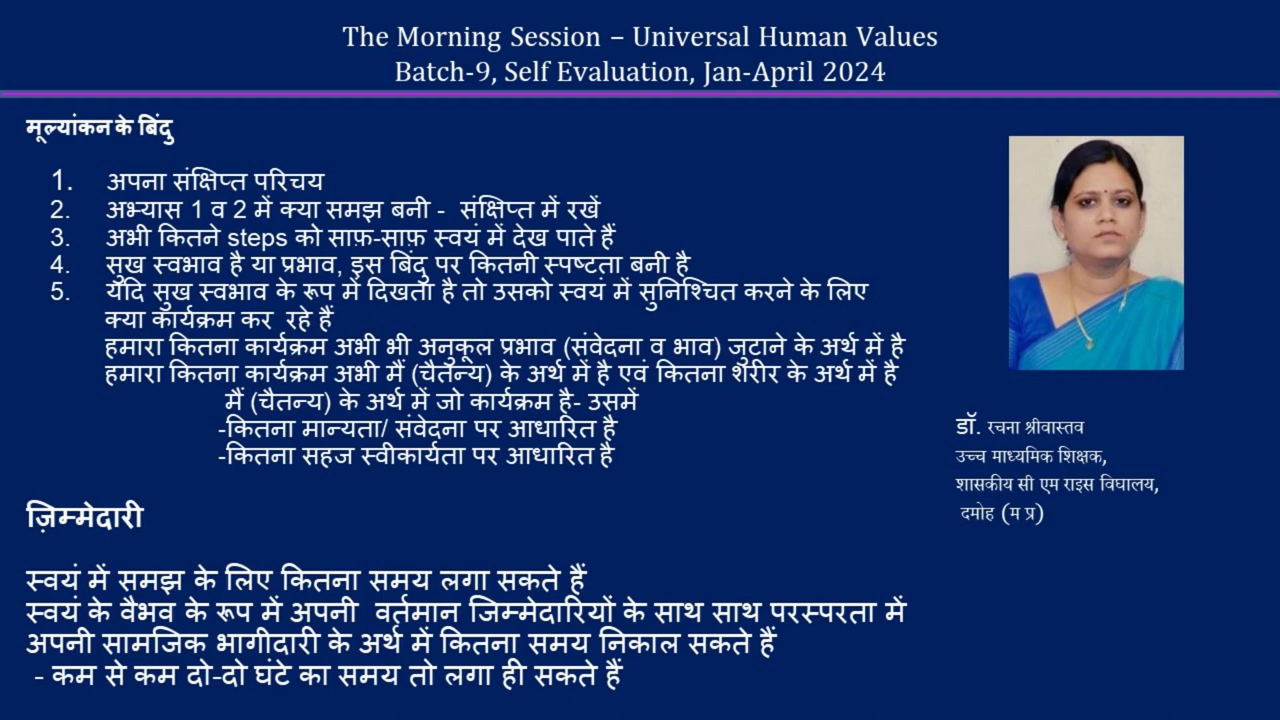 The Morning Session – Universal Human Values
Batch-9, Self Evaluation, Jan-April 2024
मूल्यांकन के बिंदु
1. अपना संक्षिप्त परिचय
2. अभ्यास 1 व 2 में क्या समझ बनी - संक्षिप्त में रखें
3. अभी कितने steps को साफ़-साफ़ स्वयं में देख पाते हैं
4. सुख स्वभाव है या प्रभाव, इस बिंदु पर कितनी स्पष्टता बनी है
5. यदि सुख स्वभाव के रूप में दिखता है तो उसको स्वयं में सुनिश्चित करने के लिए
क्या कार्यक्रम कर रहे हैं
हमारा कितना कार्यक्रम अभी भी अनुकूल प्रभाव (संवेदना व भाव) जुटाने के अर्थ में है
हमारा कितना कार्यक्रम अभी मैं (चैतन्य) के अर्थ में है एवं कितना शरीर के अर्थ में है
मैं (चैतन्य) के अर्थ में जो कार्यक्रम है- उसमें
-कितना मान्यता/ संवेदना पर आधारित है
-कितना सहज स्वीकार्यता पर आधारित है
ज़िम्मेदारी
स्वयं में समझ के लिए कितना समय लगा सकते हैं
स्वयं के वैभव के रूप में अपनी वर्तमान जिम्मेदारियों के साथ साथ परस्परता में
अपनी सामजिक भागीदारी के अर्थ में कितना समय निकाल सकते हैं
- कम से कम दो-दो घंटे का समय तो लगा ही सकते हैं
डॉ. रचना श्रीवास्तव
उच्च माध्यमिक शिक्षक,
शासकीय सी एम राइस विघालय,
दमोह (म प्र)